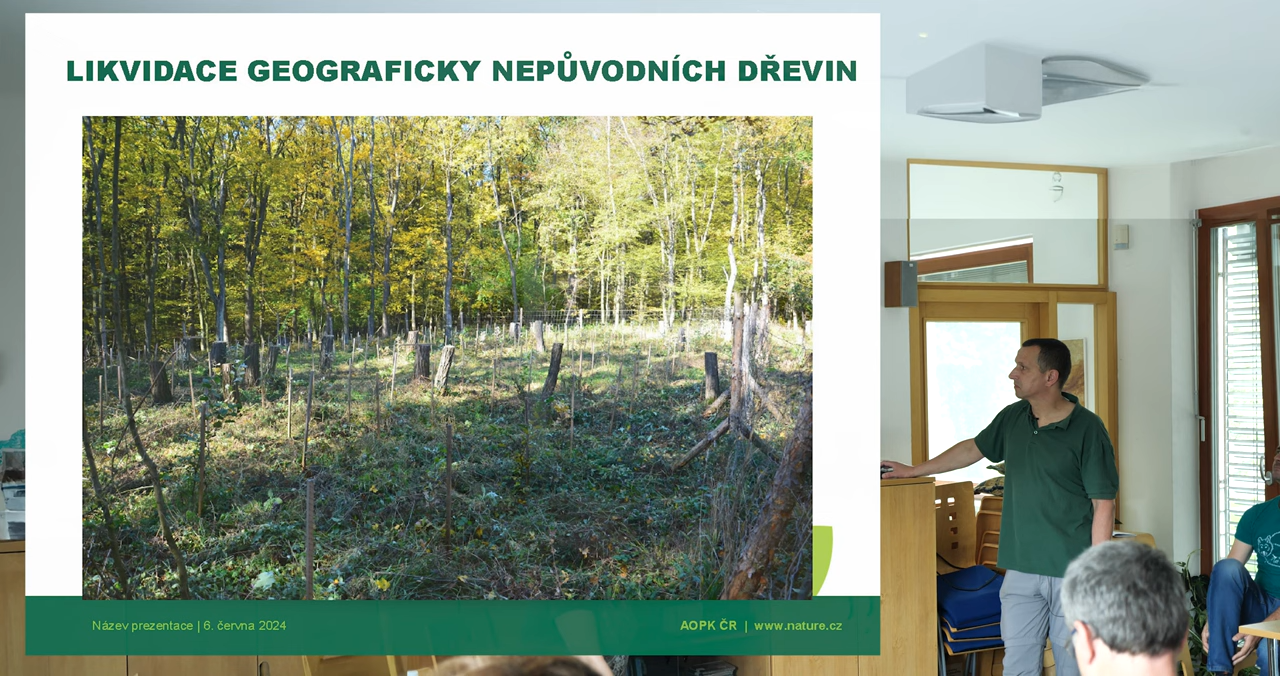 LIKVIDACE GEOGRAFICKY NEPŮVODNÍCH DŘEVIN
Název prezentace | 6. června 2024
AOPK ČR | www.nature.cz